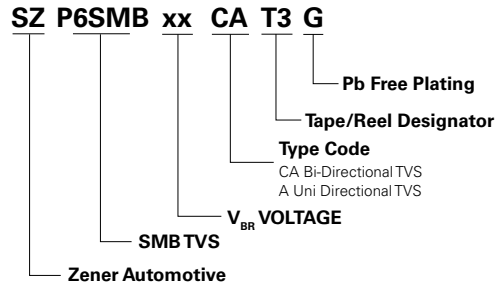 SZ P6SMB xx CA T3 G
Pb Free Plating
Tape/Reel Designator
Type Code
CA Bi-Directional TVS
A Uni Directional TVS
VBR VOLTAGE
SMB TVS
Zener Automotive